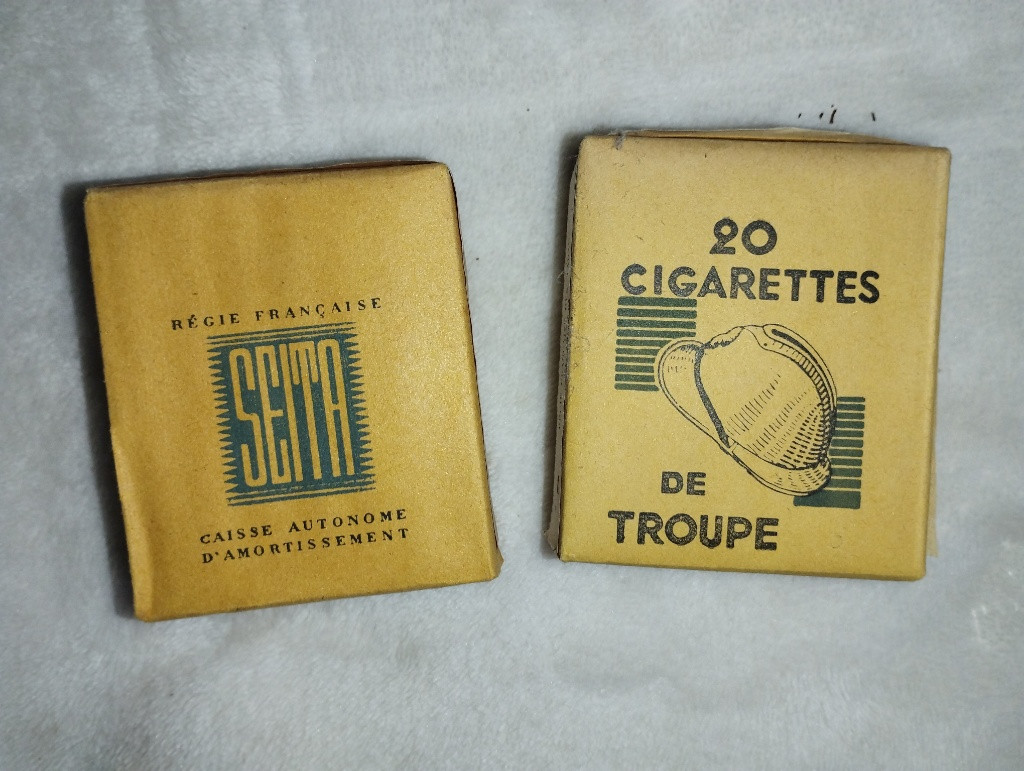 RÉGIE FRANÇAISE
SEITA
CAISSE AUTONOME
D'AMORTISSEMENT
20
CIGARETTES
DE
TROUPE